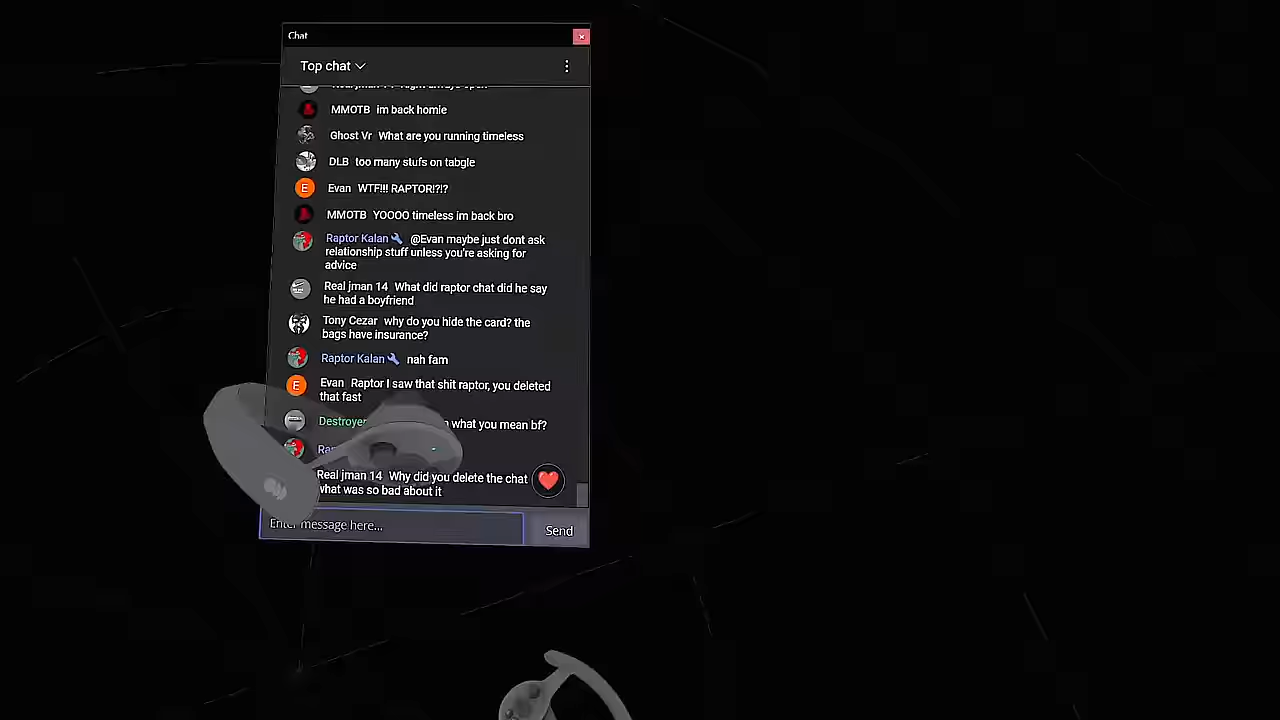 Chat
Top chat
MMOTB im back homie
Ghost Vr What are you running timeless
DLB too many stufs on tabgle
E Evan WTF!!! RAPTOR!?!?
MMOTB YOOOO timeless im back bro
Raptor Kalan @Evan maybe just dont ask
relationship stuff unless you're asking for
advice
Real jman 14 What did raptor chat did he say
he had a boyfriend
Tony Cezar why do you hide the card? the
bags have insurance?
Raptor Kalan nah fam
E Evan Raptor I saw that shit raptor, you deleted
that fast
what you mean bf?
Real jman 14 Why did you delete the chat
what was so bad about it
Enter message here...
Send